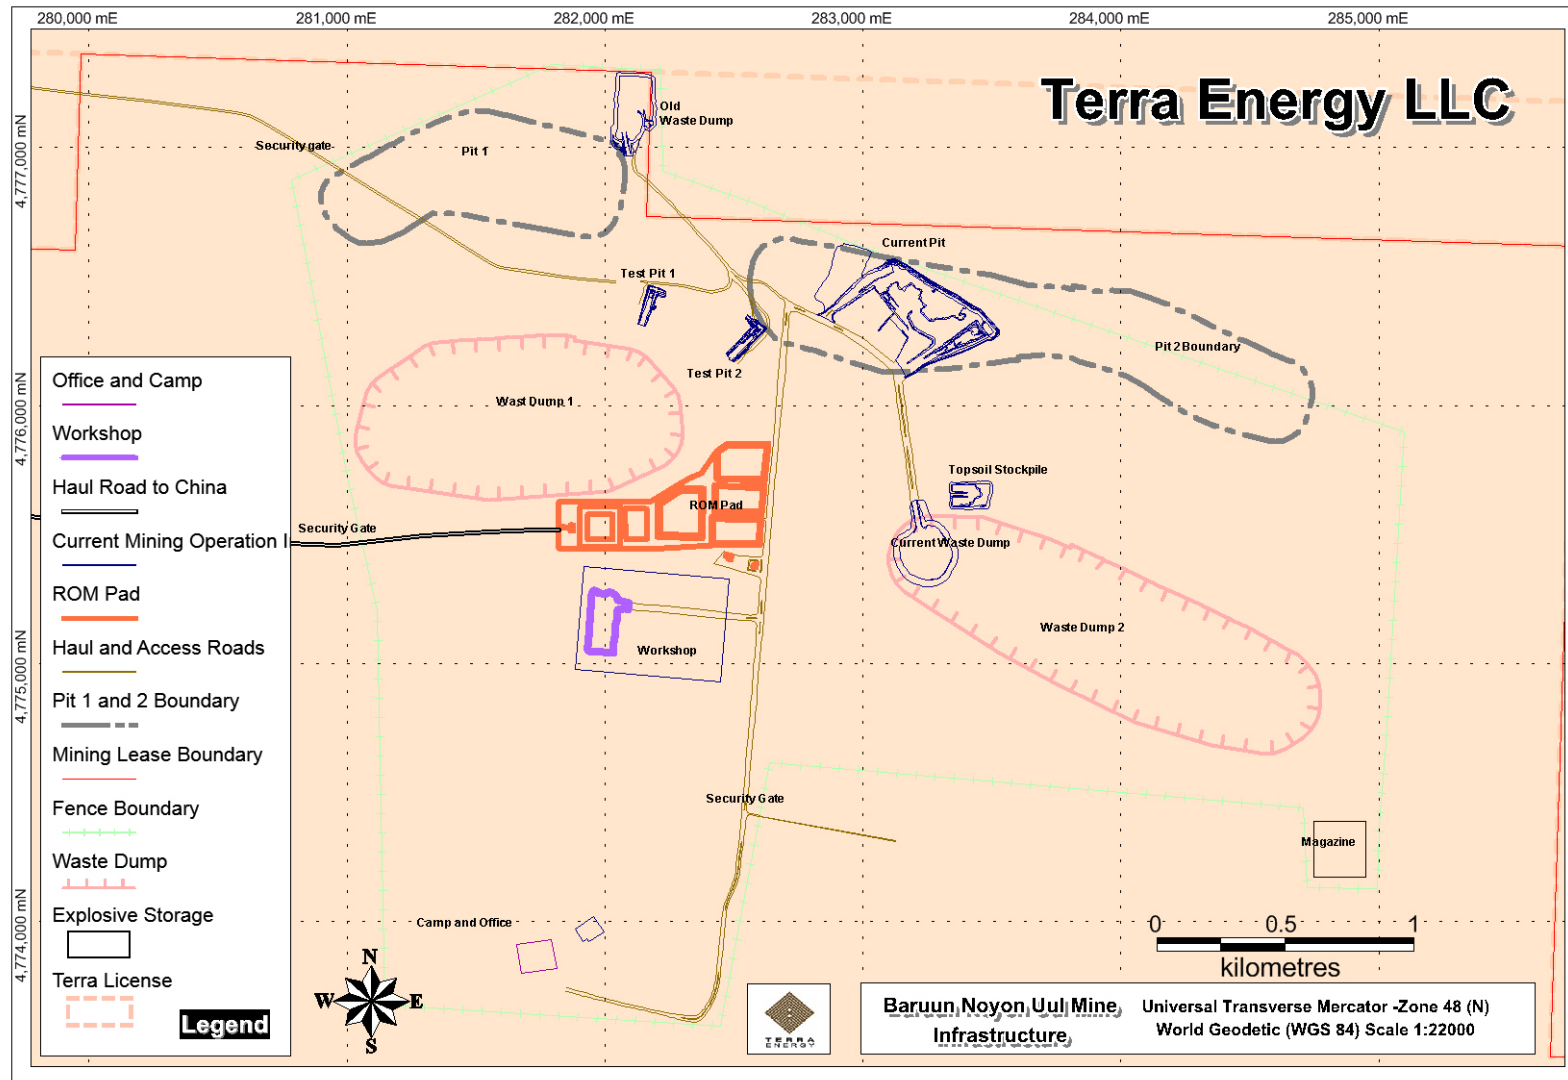 280,000 mE
281,000 mE
282,000 mE
283,000 mE
284,000 mE
285,000 mE
4,777,000 mN
4,776,000 mN
4,775,000 mN
4,774,000 mN
Terra Energy LLC
Old
Waste Dump
Security gate
Pit 1
Current Pit
Test Pit 1
Pit 2 Boundary
Test Pit 2
Wast Dump 1
Topsoil Stockpile
ROM Pad
Security Gate
Current Waste Dump
Waste Dump 2
Workshop
Security Gate
Magazine
Camp and Office
Office and Camp
Workshop
Haul Road to China
Current Mining Operation I
ROM Pad
Haul and Access Roads
Pit 1 and 2 Boundary
Mining Lease Boundary
Fence Boundary
Waste Dump
Explosive Storage
Terra License
Legend
N
W E
S
0 0.5 1
kilometres
TERRA
ENERGY
Baruun Noyon Uul Mine
Infrastructure
Universal Transverse Mercator -Zone 48 (N)
World Geodetic (WGS 84) Scale 1:22000